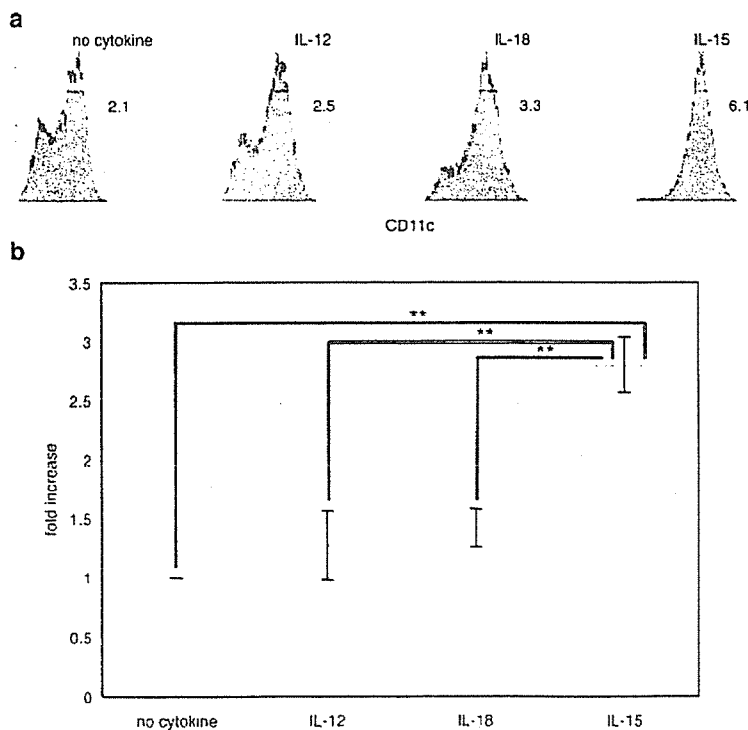 a
no cytokine IL-12 IL-18 IL-15
2.1 2.5 3.3 6.1
CD11c
b
3.5
**
**
3
**
2.5
2
fold increase
1.5
1
0.5
0
no cytokine IL-12 IL-18 IL-15